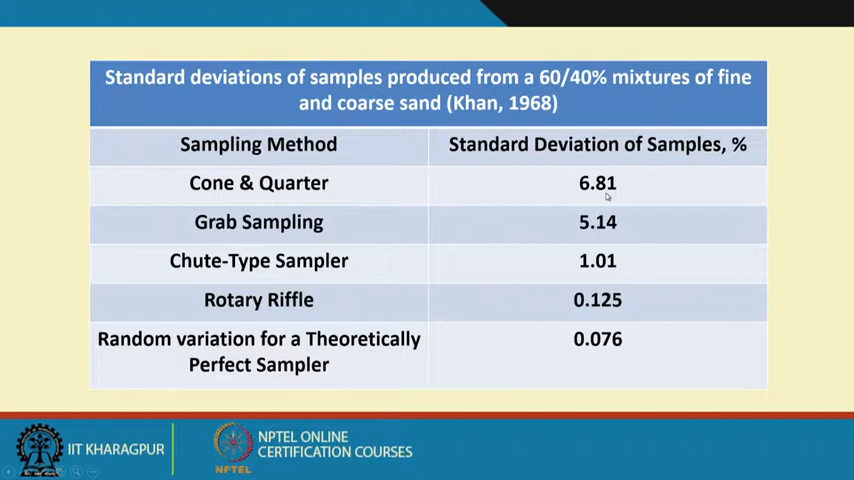 Standard deviations of samples produced from a 60/40% mixtures of fine
and coarse sand (Khan, 1968)
Sampling Method
Standard Deviation of Samples, %
Cone & Quarter
6.81
Grab Sampling
5.14
Chute-Type Sampler
1.01
Rotary Riffle
0.125
Random variation for a Theoretically
Perfect Sampler
0.076
IIT KHARAGPUR
NPTEL
NPTEL ONLINE
CERTIFICATION COURSES